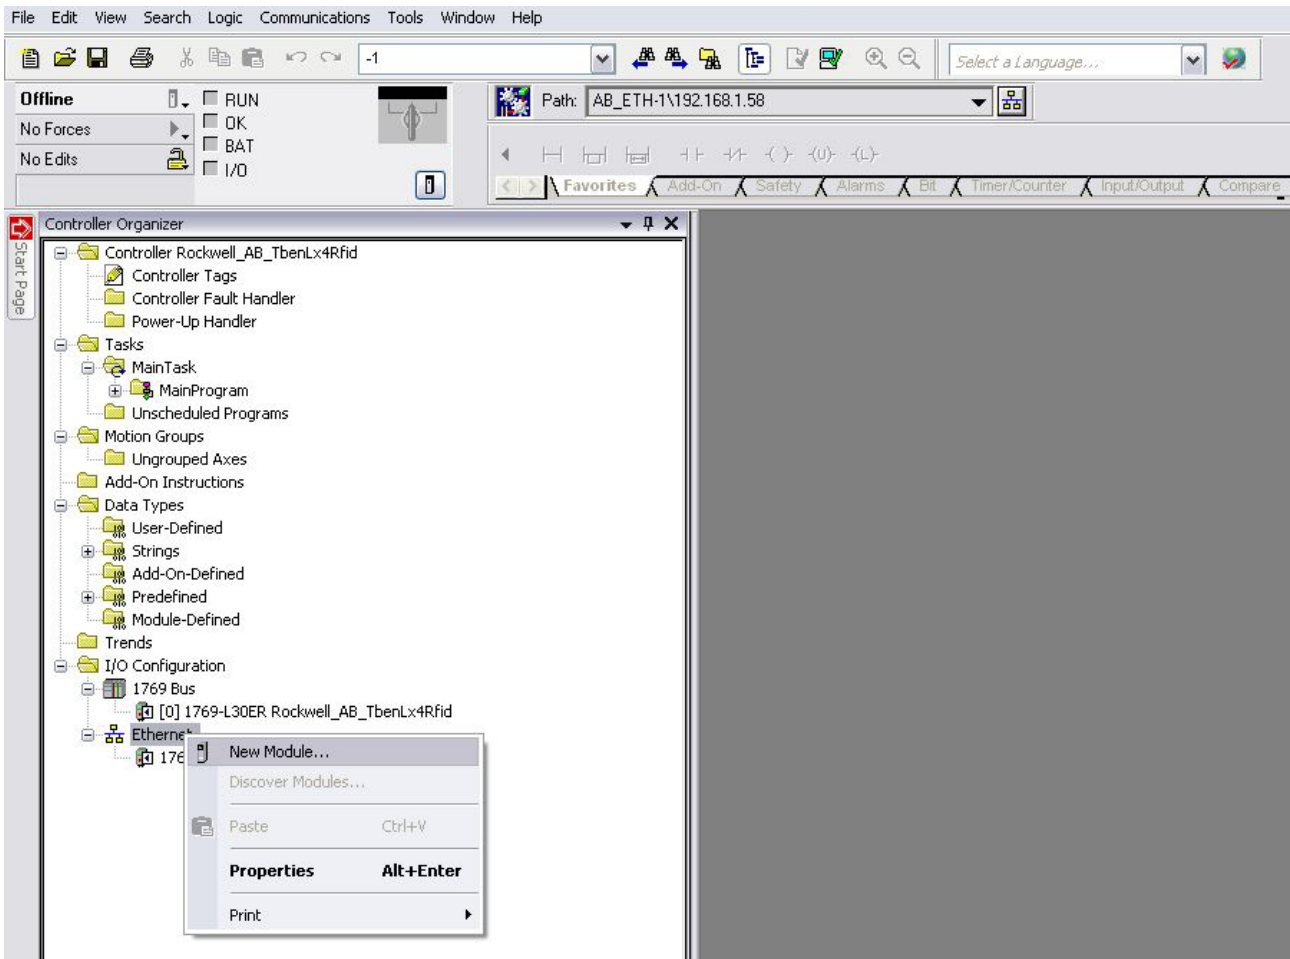 File Edit View Search Logic Communications Tools Window Help
-1
Select a Language...
Offline
RUN
Path: AB_ETH-1\192.168.1.58
No Forces
OK
BAT
No Edits
I/O
Favorites Add-On Safety Alarms Bit Timer/Counter Input/Output Compare
Start Page
Controller Organizer
Controller Rockwell_AB_TbenLx4Rfid
Controller Tags
Controller Fault Handler
Power-Up Handler
Tasks
MainTask
MainProgram
Unscheduled Programs
Motion Groups
Ungrouped Axes
Add-On Instructions
Data Types
User-Defined
Strings
Add-On-Defined
Predefined
Module-Defined
Trends
I/O Configuration
1769 Bus
[0] 1769-L30ER Rockwell_AB_TbenLx4Rfid
Ethernet
176
New Module...
Discover Modules...
Paste Ctrl+V
Properties Alt+Enter
Print